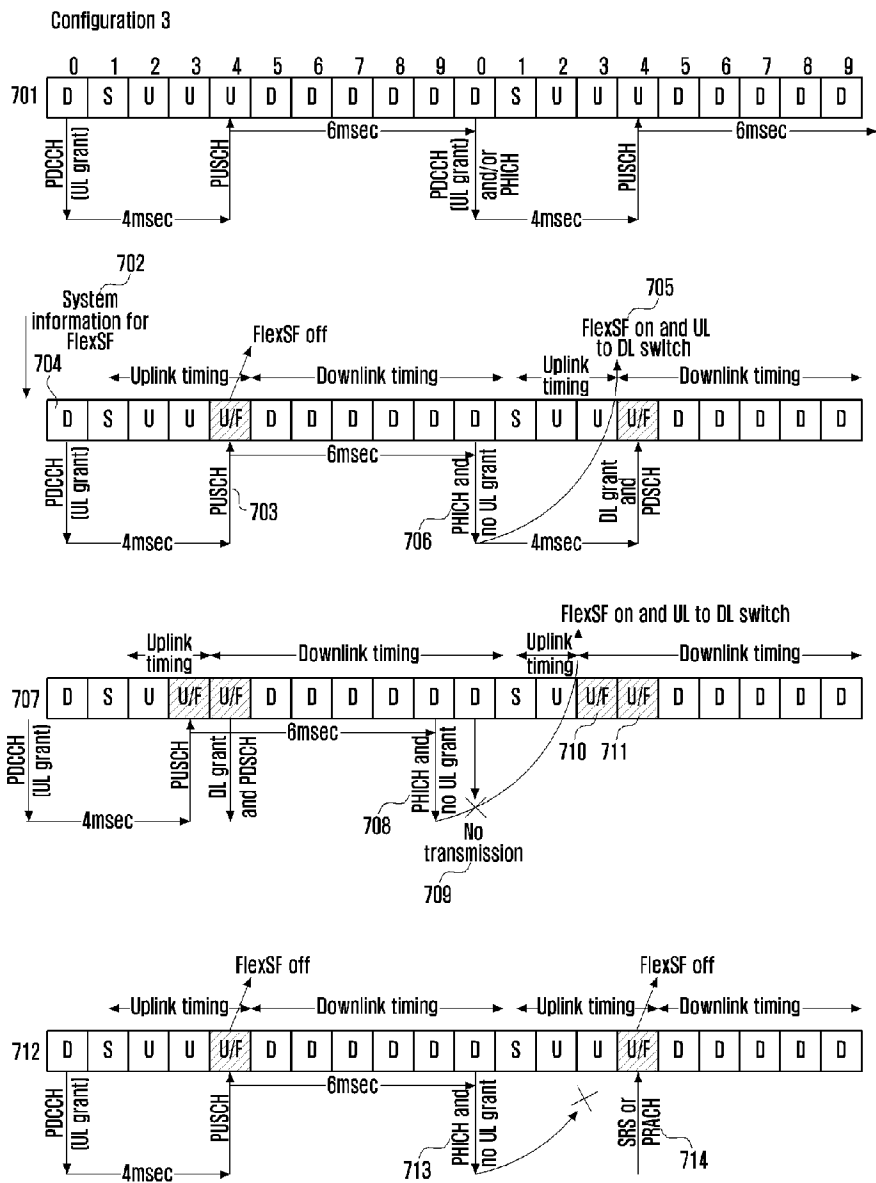 Configuration 3
0 1 2 3 4 5 6 7 8 9 0 1 2 3 4 5 6 7 8 9
701 D S U U U D D D D D D S U U U D D D D D
6msec 6msec
PDCCH
(UL grant)
PUSCH
PDCCH
(UL grant)
and/or
PHICH
PUSCH
4msec 4msec
702
System
information for
FlexSF
704
FlexSF off
705
FlexSF on and UL
to DL switch
Uplink timing Downlink timing Uplink
timing
Downlink timing
D S U U U/F D D D D D D S U U U/F D D D D D
6msec
PDCCH
(UL grant)
PUSCH
703
PHICH and
no UL grant
706
DL grant
and
PDSCH
4msec 4msec
FlexSF on and UL to DL switch
Uplink
timing
Downlink timing Uplink
timing
Downlink timing
707 D S U U/F U/F D D D D D D S U U/F U/F D D D D D
6msec
710 711
PDCCH
(UL grant)
PUSCH
DL grant
and PDSCH
PHICH and
no UL grant
708
4msec
No
transmission
709
FlexSF off FlexSF off
Uplink timing Downlink timing Uplink timing Downlink timing
712 D S U U U/F D D D D D D S U U U/F D D D D D
6msec
PDCCH
(UL grant)
PUSCH
PHICH and
no UL grant
713
SRS or
PRACH
714
4msec